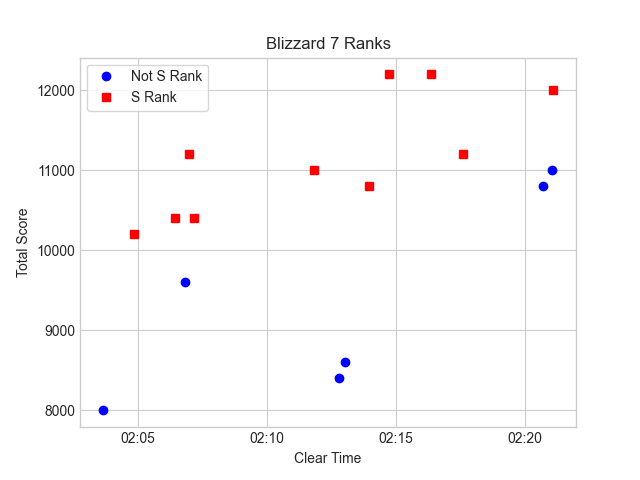 Blizzard 7 Ranks
Not S Rank
S Rank
12000
11000
10000
9000
8000
Total Score
02:05 02:10 02:15 02:20
Clear Time